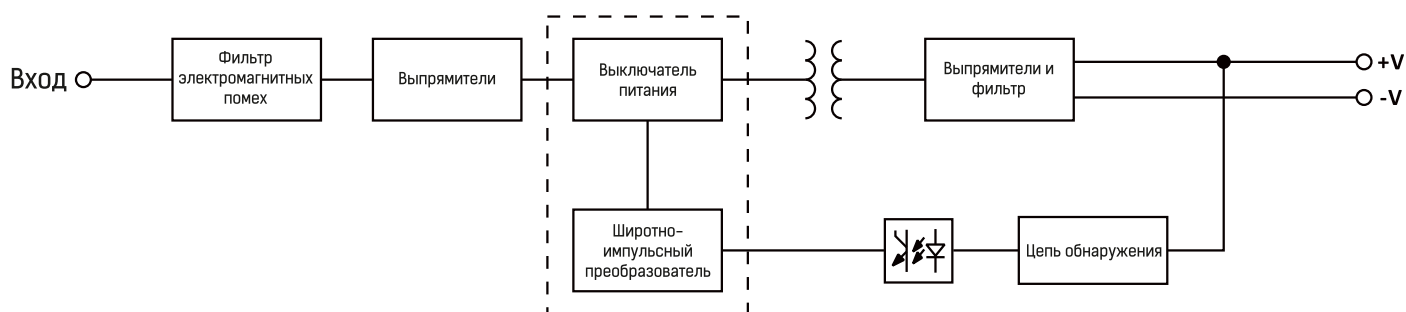 Вход
Фильтр
электромагнитных
помех
Выпрямители
Выключатель
питания
Выпрямители и
фильтр
+V
-V
Широтно-
импульсный
преобразователь
Цепь обнаружения